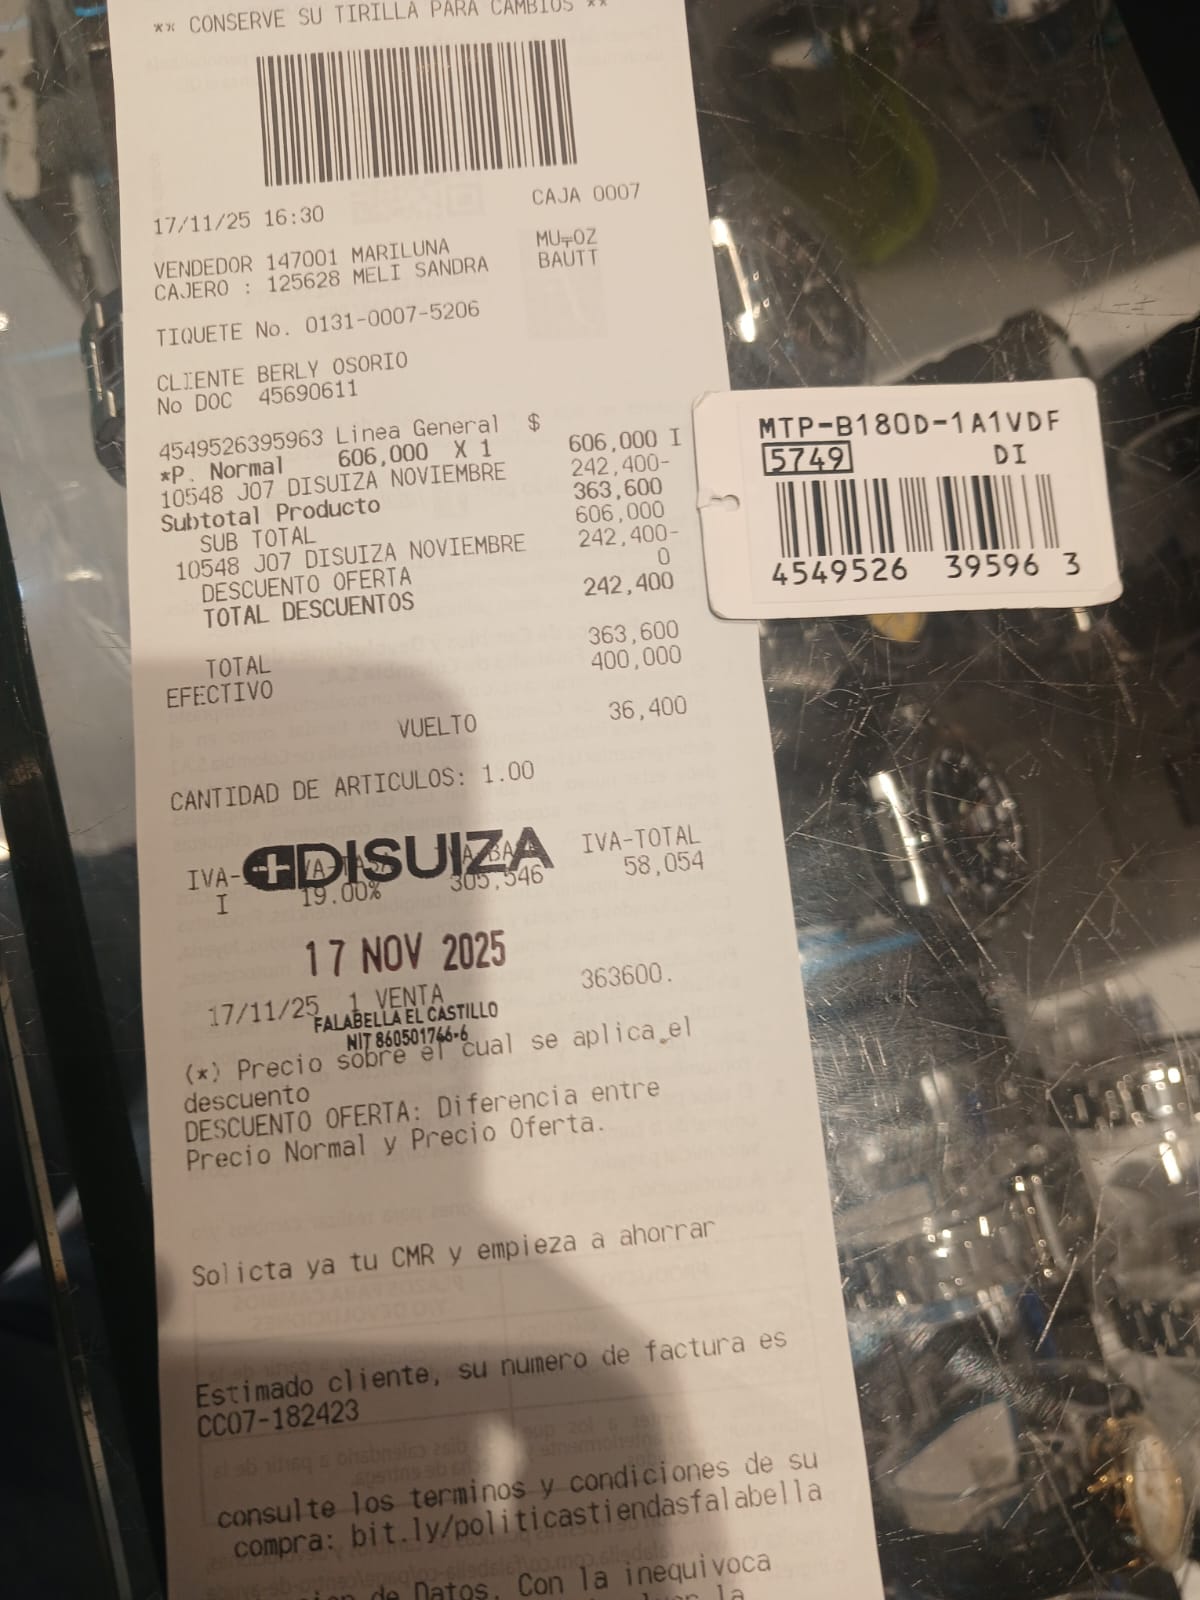 ** CONSERVE SU TIRILLA PARA CAMBIOS **
17/11/25 16:30 CAJA 0007
VENDEDOR 147001 MARILUNA MU OZ
CAJERO : 125628 MELI SANDRA BAUTT
TIQUETE No. 0131-0007-5206
CLIENTE BERLY OSORIO
No DOC 45690611
4549526395963 Linea General $
*P. Normal 606,000 X 1 606,000 I
10548 J07 DISUIZA NOVIEMBRE 242,400-
Subtotal Producto 363,600
SUB TOTAL 606,000
10548 J07 DISUIZA NOVIEMBRE 242,400-
DESCUENTO OFERTA 0
TOTAL DESCUENTOS 242,400
TOTAL 363,600
EFECTIVO 400,000
VUELTO 36,400
CANTIDAD DE ARTICULOS: 1.00
DISUIZA
IVA- IVA-TOTAL
I 19.00% 305,546 58,054
17 NOV 2025
17/11/25 1 VENTA 363600.
FALABELLA EL CASTILLO
NIT 860501766-6
(*) Precio sobre el cual se aplica el
descuento
DESCUENTO OFERTA: Diferencia entre
Precio Normal y Precio Oferta.
Solicta ya tu CMR y empieza a ahorrar
Estimado cliente, su numero de factura es
CC07-182423
consulte los terminos y condiciones de su
compra: bit.ly/politicastiendasfalabella
de Datos. Con la inequivoca
la
MTP-B180D-1A1VDF
5749 DI
4549526 39596 3